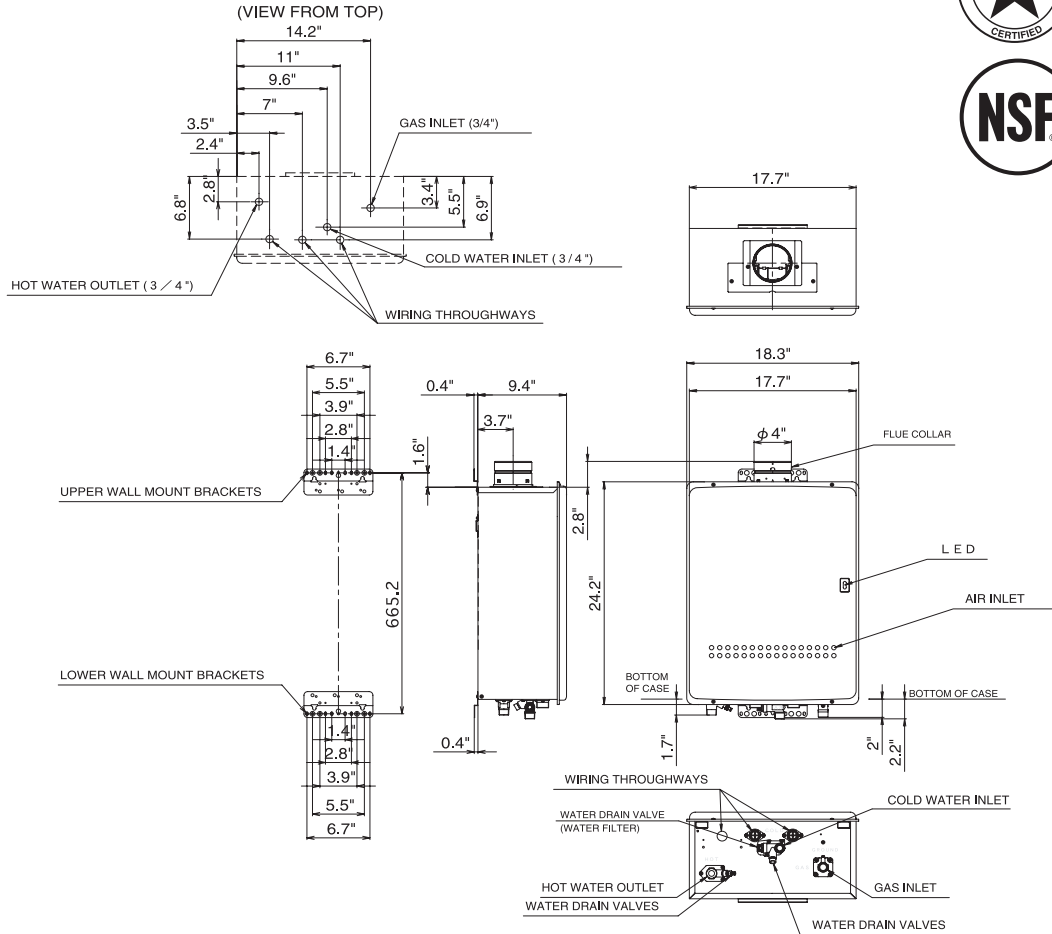 (VIEW FROM TOP)
14.2"
11"
9.6"
7"
3.5"
2.4"
GAS INLET (3/4")
6.8"
2.8"
3.4"
5.5"
6.9"
COLD WATER INLET ( 3 / 4 ")
HOT WATER OUTLET ( 3 ／ 4 ")
WIRING THROUGHWAYS
CERTIFIED
NSF®
17.7"
6.7"
5.5"
3.9"
2.8"
1.4"
UPPER WALL MOUNT BRACKETS
665.2
LOWER WALL MOUNT BRACKETS
1.4"
2.8"
3.9"
5.5"
6.7"
0.4"
9.4"
3.7"
1.6"
0.4"
18.3"
17.7"
ϕ 4"
FLUE COLLAR
2.8"
24.2"
L E D
AIR INLET
BOTTOM
OF CASE
BOTTOM OF CASE
1.7"
2"
2.2"
WIRING THROUGHWAYS
COLD WATER INLET
WATER DRAIN VALVE
(WATER FILTER)
HOT WATER OUTLET
GAS INLET
WATER DRAIN VALVES
WATER DRAIN VALVES